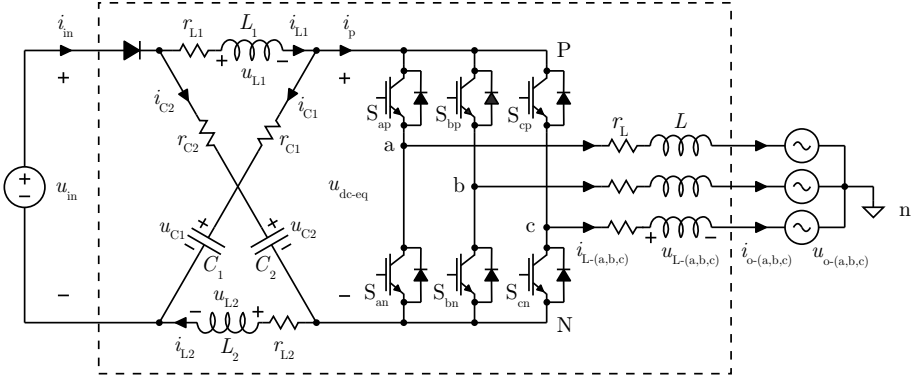 i_in
r_L1
L_1
i_L1
i_p
P
+
+
−
+
u_L1
i_C2
i_C1
S_ap
S_bp
S_cp
r_C2
r_C1
r_L
L
a
u_in
+
−
u_dc-eq
b
n
u_C1
+
−
+
−
u_C2
c
C_1
C_2
i_L-(a,b,c)
+
u_L-(a,b,c)
−
i_o-(a,b,c)
u_o-(a,b,c)
−
u_L2
−
S_an
S_bn
S_cn
−
+
N
i_L2
L_2
r_L2